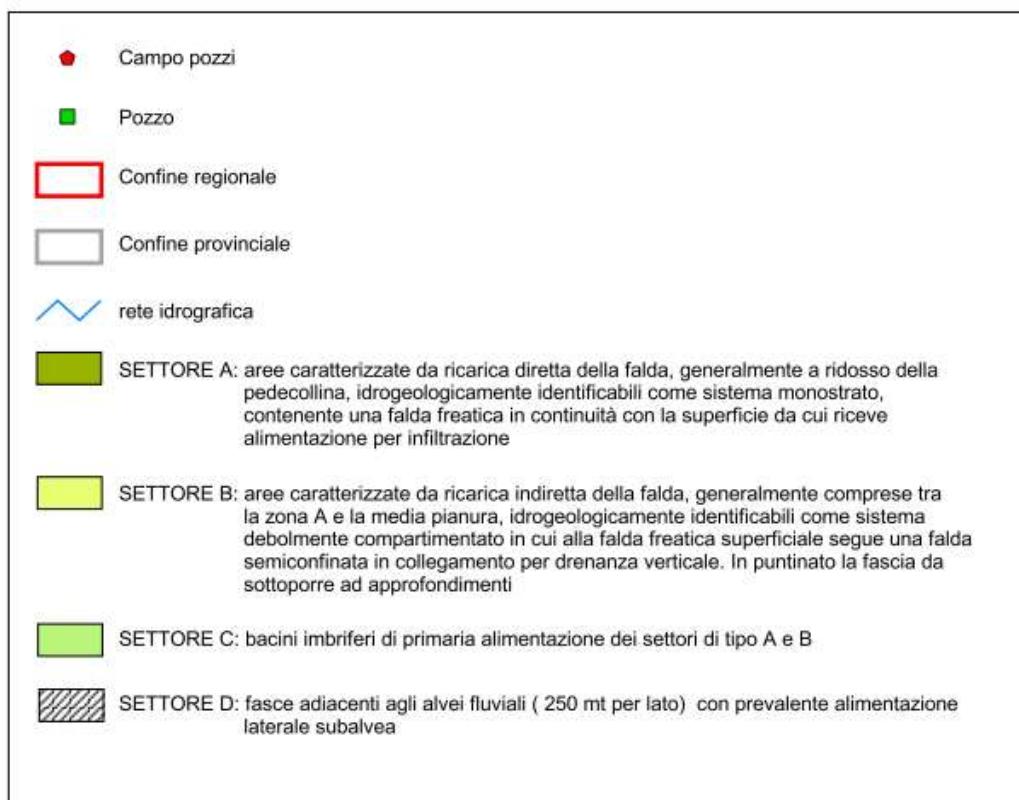 Campo pozzi
Pozzo
Confine regionale
Confine provinciale
rete idrografica
SETTORE A: aree caratterizzate da ricarica diretta della falda, generalmente a ridosso della
pedecollina, idrogeologicamente identificabili come sistema monostrato,
contenente una falda freatica in continuità con la superficie da cui riceve
alimentazione per infiltrazione
SETTORE B: aree caratterizzate da ricarica indiretta della falda, generalmente comprese tra
la zona A e la media pianura, idrogeologicamente identificabili come sistema
debolmente compartimentato in cui alla falda freatica superficiale segue una falda
semiconfinata in collegamento per drenanza verticale. In puntinato la fascia da
sottoporre ad approfondimenti
SETTORE C: bacini imbriferi di primaria alimentazione dei settori di tipo A e B
SETTORE D: fasce adiacenti agli alvei fluviali ( 250 mt per lato) con prevalente alimentazione
laterale subalvea